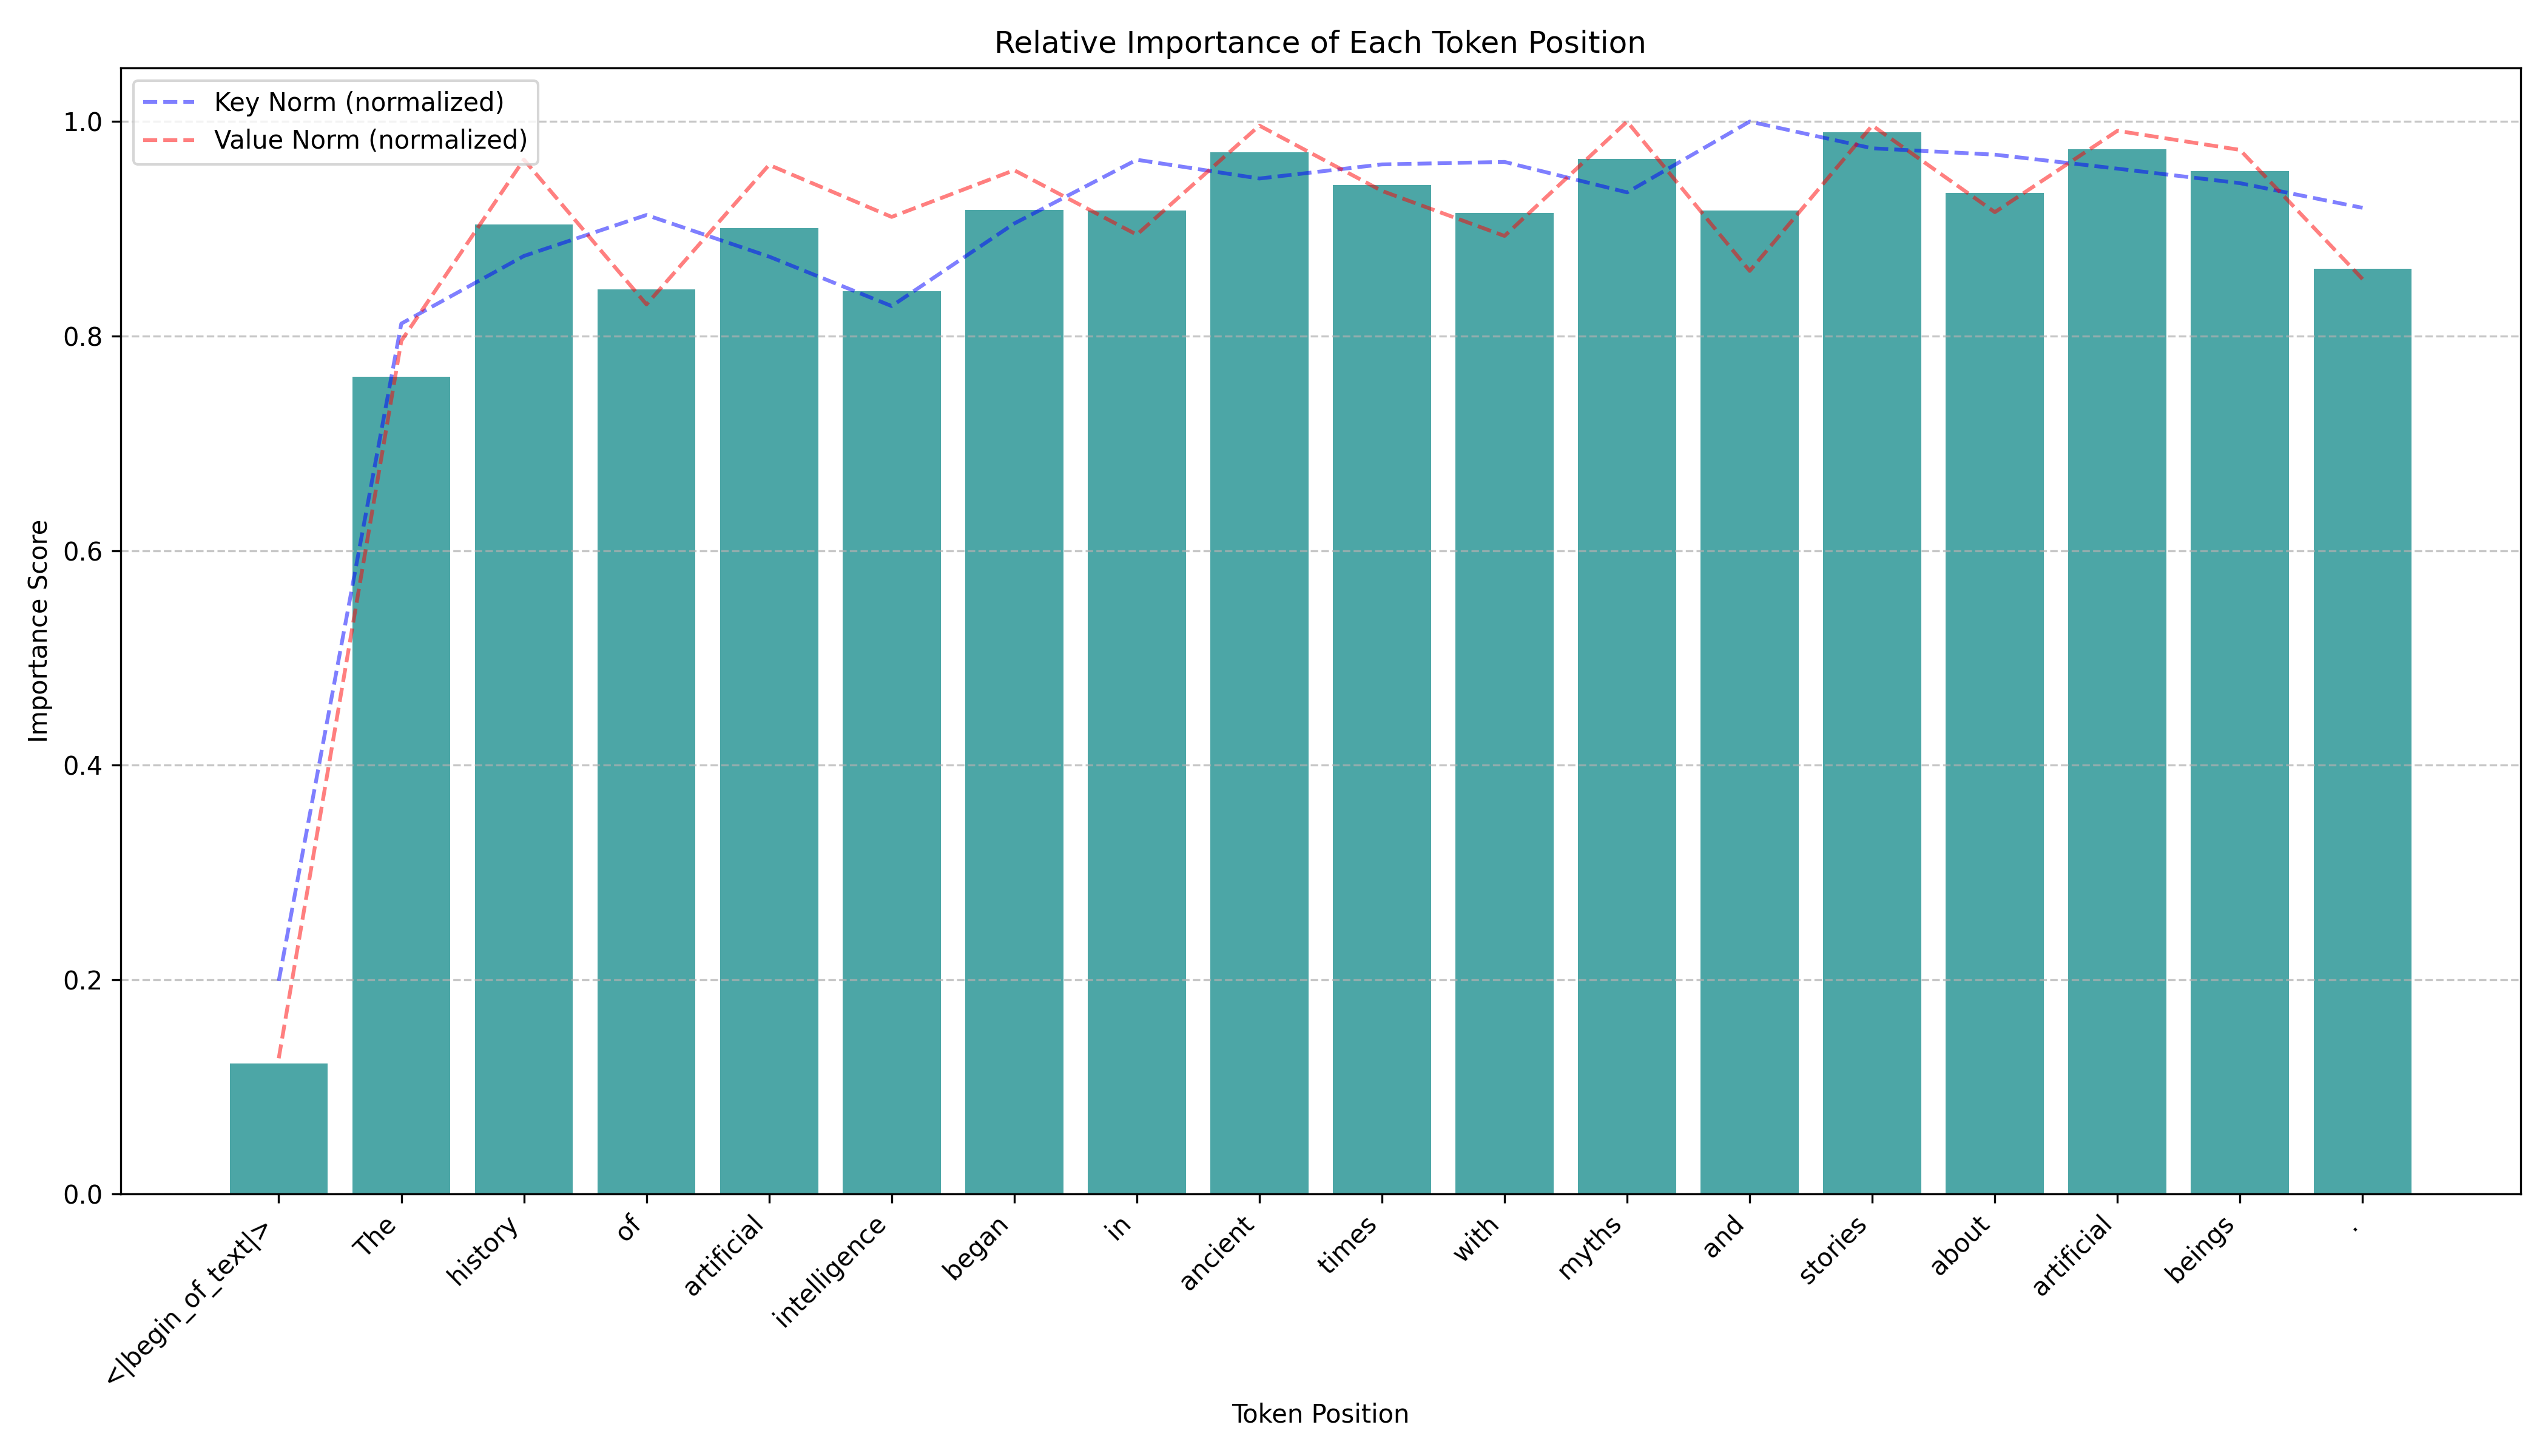 Relative Importance of Each Token Position
Key Norm (normalized)
Value Norm (normalized)
Importance Score
1.0
0.8
0.6
0.4
0.2
0.0
<|begin_of_text|>
The
history
of
artificial
intelligence
began
in
ancient
times
with
myths
and
stories
about
artificial
beings
.
Token Position